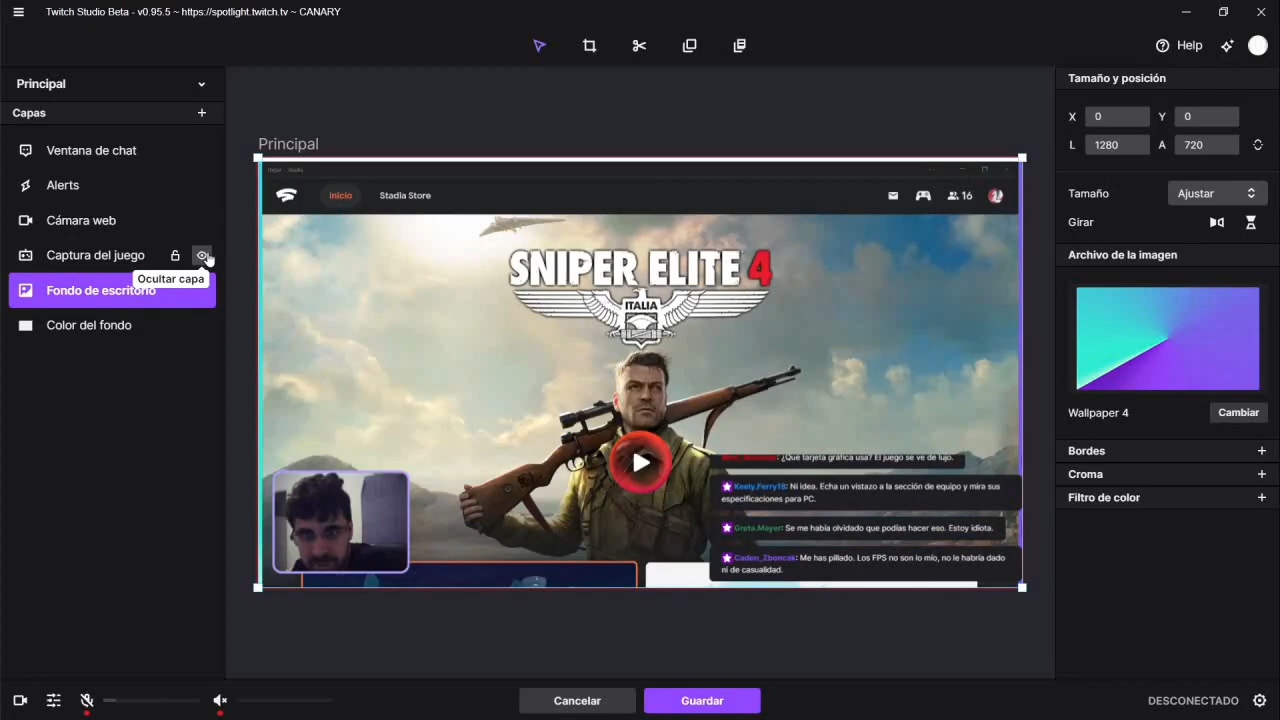 Twitch Studio Beta - v0.95.5 ~ https://spotlight.twitch.tv ~ CANARY
Help
Principal
Capas
Ventana de chat
Alerts
Cámara web
Captura del juego
Ocultar capa
Fondo de escritorio
Color del fondo
Principal
Hogar Stadia
Inicio
Stadia Store
16
SNIPER ELITE 4
ITALIA
: ¿Qué tarjeta gráfica usa? El juego se ve de lujo.
Keely.Ferry18: Ni idea. Echa un vistazo a la sección de equipo y mira sus
especificaciones para PC.
Greta.Mayer: Se me había olvidado que podías hacer eso. Estoy idiota.
Caden_Zboncak: Me has pillado. Los FPS no son lo mío, no le habría dado
ni de casualidad.
Tamaño y posición
X 0 Y 0
L 1280 A 720
Tamaño Ajustar
Girar
Archivo de la imagen
Wallpaper 4 Cambiar
Bordes
Croma
Filtro de color
Cancelar
Guardar
DESCONECTADO